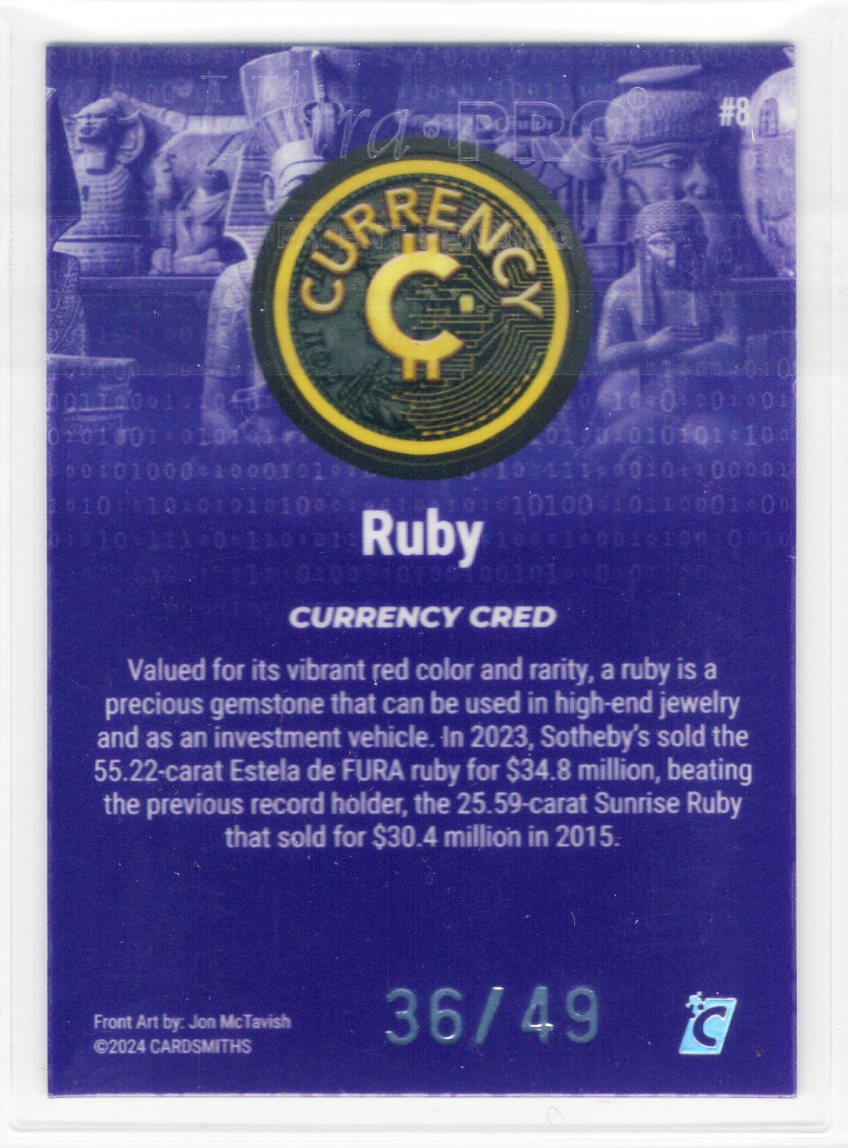 Ultra·PRO®
#8
CURRENCY
Ruby
CURRENCY CRED
Valued for its vibrant red color and rarity, a ruby is a
precious gemstone that can be used in high-end jewelry
and as an investment vehicle. In 2023, Sotheby's sold the
55.22-carat Estela de FURA ruby for $34.8 million, beating
the previous record holder, the 25.59-carat Sunrise Ruby
that sold for $30.4 million in 2015.
36/49
Front Art by: Jon McTavish
©2024 CARDSMITHS